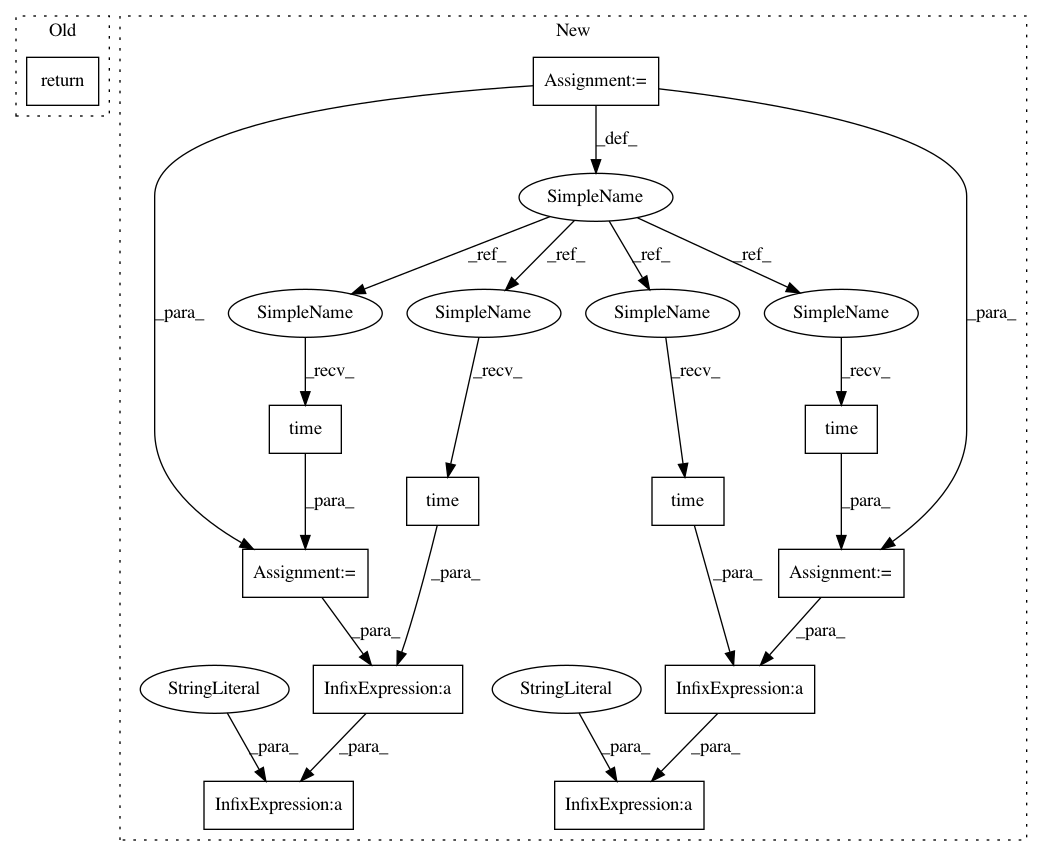 Old
New
return
Assignment:=
_def_
SimpleName
_ref_ _ref_ _ref_ _ref_
_para_ SimpleName SimpleName SimpleName SimpleName _para_
_recv_ _recv_ _recv_ _recv_
time time
_para_ time time _para_
Assignment:= _para_ _para_ Assignment:=
_para_ _para_
StringLiteral InfixExpression:a StringLiteral InfixExpression:a
_para_ _para_ _para_ _para_
InfixExpression:a InfixExpression:a